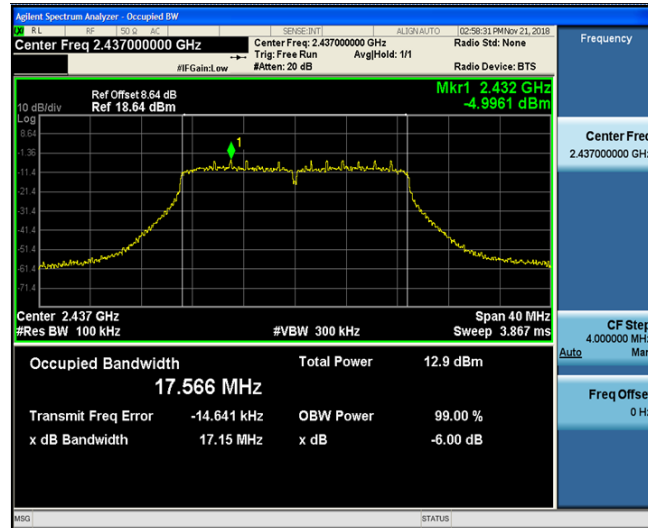 Agilent Spectrum Analyzer - Occupied BW
RL RF 50 Ω AC SENSE:INT ALIGN AUTO 02:58:31 PM Nov 21, 2018
Center Freq 2.437000000 GHz
Center Freq: 2.437000000 GHz
Radio Std: None
Trig: Free Run Avg|Hold: 1/1
#IFGain:Low #Atten: 20 dB Radio Device: BTS
Frequency
Ref Offset 8.64 dB
Ref 18.64 dBm
Mkr1 2.432 GHz
-4.9961 dBm
10 dB/div
Log
8.64
-1.36
-11.4
-21.4
-31.4
-41.4
-51.4
-61.4
-71.4
1
Center Freq
2.437000000 GHz
Center 2.437 GHz Span 40 MHz
#Res BW 100 kHz #VBW 300 kHz Sweep 3.867 ms
CF Step
4.000000 MHz
Auto Man
Occupied Bandwidth Total Power 12.9 dBm
17.566 MHz
Transmit Freq Error -14.641 kHz OBW Power 99.00 %
x dB Bandwidth 17.15 MHz x dB -6.00 dB
Freq Offse
0 Hz
MSG STATUS